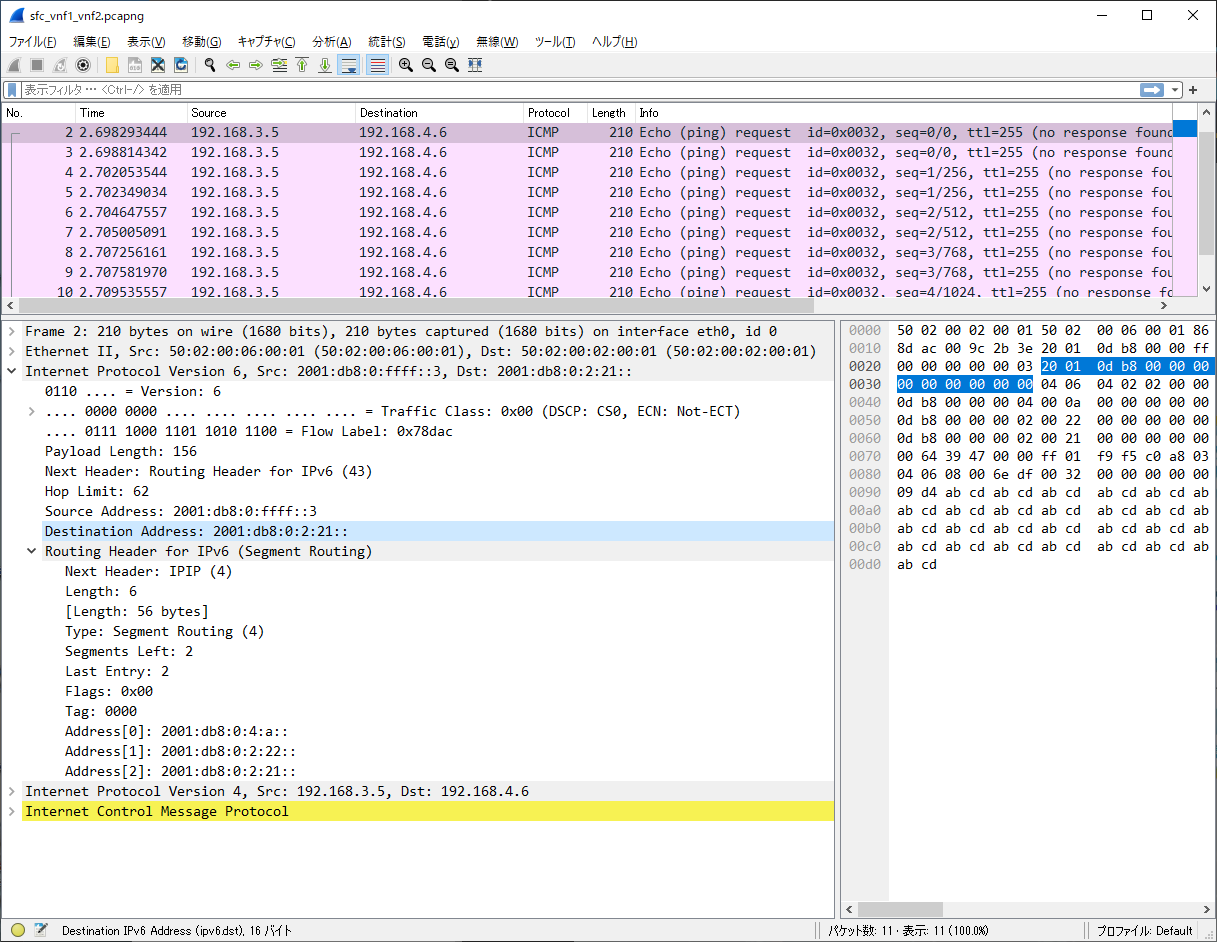 sfc_vnf1_vnf2.pcapng
ファイル(F) 編集(E) 表示(V) 移動(G) キャプチャ(C) 分析(A) 統計(S) 電話(y) 無線(W) ツール(T) ヘルプ(H)
表示フィルタ … <Ctrl-/> を適用
No. Time Source Destination Protocol Length Info
2 2.698293444 192.168.3.5 192.168.4.6 ICMP 210 Echo (ping) request id=0x0032, seq=0/0, ttl=255 (no response found
3 2.698814342 192.168.3.5 192.168.4.6 ICMP 210 Echo (ping) request id=0x0032, seq=0/0, ttl=255 (no response found
4 2.702053544 192.168.3.5 192.168.4.6 ICMP 210 Echo (ping) request id=0x0032, seq=1/256, ttl=255 (no response fou
5 2.702349034 192.168.3.5 192.168.4.6 ICMP 210 Echo (ping) request id=0x0032, seq=1/256, ttl=255 (no response fou
6 2.704647557 192.168.3.5 192.168.4.6 ICMP 210 Echo (ping) request id=0x0032, seq=2/512, ttl=255 (no response fou
7 2.705005091 192.168.3.5 192.168.4.6 ICMP 210 Echo (ping) request id=0x0032, seq=2/512, ttl=255 (no response fou
8 2.707256161 192.168.3.5 192.168.4.6 ICMP 210 Echo (ping) request id=0x0032, seq=3/768, ttl=255 (no response fou
9 2.707581970 192.168.3.5 192.168.4.6 ICMP 210 Echo (ping) request id=0x0032, seq=3/768, ttl=255 (no response fou
10 2.709535557 192.168.3.5 192.168.4.6 ICMP 210 Echo (ping) request id=0x0032, seq=4/1024, ttl=255 (no response fo
Frame 2: 210 bytes on wire (1680 bits), 210 bytes captured (1680 bits) on interface eth0, id 0
Ethernet II, Src: 50:02:00:06:00:01 (50:02:00:06:00:01), Dst: 50:02:00:02:00:01 (50:02:00:02:00:01)
Internet Protocol Version 6, Src: 2001:db8:0:ffff::3, Dst: 2001:db8:0:2:21::
0110 .... = Version: 6
.... 0000 0000 .... .... .... .... .... = Traffic Class: 0x00 (DSCP: CS0, ECN: Not-ECT)
.... 0111 1000 1101 1010 1100 = Flow Label: 0x78dac
Payload Length: 156
Next Header: Routing Header for IPv6 (43)
Hop Limit: 62
Source Address: 2001:db8:0:ffff::3
Destination Address: 2001:db8:0:2:21::
Routing Header for IPv6 (Segment Routing)
Next Header: IPIP (4)
Length: 6
[Length: 56 bytes]
Type: Segment Routing (4)
Segments Left: 2
Last Entry: 2
Flags: 0x00
Tag: 0000
Address[0]: 2001:db8:0:4:a::
Address[1]: 2001:db8:0:2:22::
Address[2]: 2001:db8:0:2:21::
Internet Protocol Version 4, Src: 192.168.3.5, Dst: 192.168.4.6
Internet Control Message Protocol
0000 50 02 00 02 00 01 50 02 00 06 00 01 86
0010 8d ac 00 9c 2b 3e 20 01 0d b8 00 00 ff
0020 00 00 00 00 00 03 20 01 0d b8 00 00 00
0030 00 00 00 00 00 00 04 06 04 02 02 00 00
0040 0d b8 00 00 00 04 00 0a 00 00 00 00 00
0050 0d b8 00 00 00 02 00 22 00 00 00 00 00
0060 0d b8 00 00 00 02 00 21 00 00 00 00 00
0070 00 64 39 47 00 00 ff 01 f9 f5 c0 a8 03
0080 04 06 08 00 6e df 00 32 00 00 00 00 00
0090 09 d4 ab cd ab cd ab cd ab cd ab cd ab
00a0 ab cd ab cd ab cd ab cd ab cd ab cd ab
00b0 ab cd ab cd ab cd ab cd ab cd ab cd ab
00c0 ab cd ab cd ab cd ab cd ab cd ab cd ab
00d0 ab cd
Destination IPv6 Address (ipv6.dst), 16 バイト パケット数: 11 · 表示: 11 (100.0%) プロファイル: Default